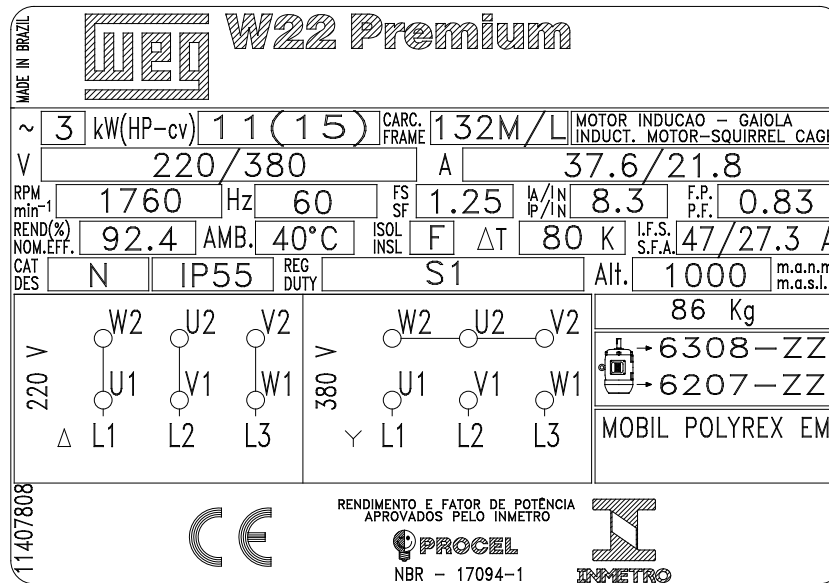 MADE IN BRAZIL
WEG
W22 Premium
~ 3 kW(HP-cv) 11(15) CARC. FRAME 132M/L MOTOR INDUCAO - GAIOLA
INDUCT. MOTOR-SQUIRREL CAGE
V 220/380 A 37.6/21.8
RPM min-1 1760 Hz 60 FS SF 1.25 IA/IN IP/IN 8.3 F.P. P.F. 0.83
REND(%) NOM.EFF. 92.4 AMB. 40°C ISOL INSL F ΔT 80 K I.F.S. S.F.A. 47/27.3 A
CAT DES N IP55 REG DUTY S1 Alt. 1000 m.a.n.m m.a.s.l.
86 Kg
220 V
W2 U2 V2
U1 V1 W1
Δ L1 L2 L3
380 V
W2 U2 V2
U1 V1 W1
Y L1 L2 L3
6308-ZZ
6207-ZZ
MOBIL POLYREX EM
11407808
CE
RENDIMENTO E FATOR DE POTÊNCIA
APROVADOS PELO INMETRO
PROCEL
NBR - 17094-1
INMETRO